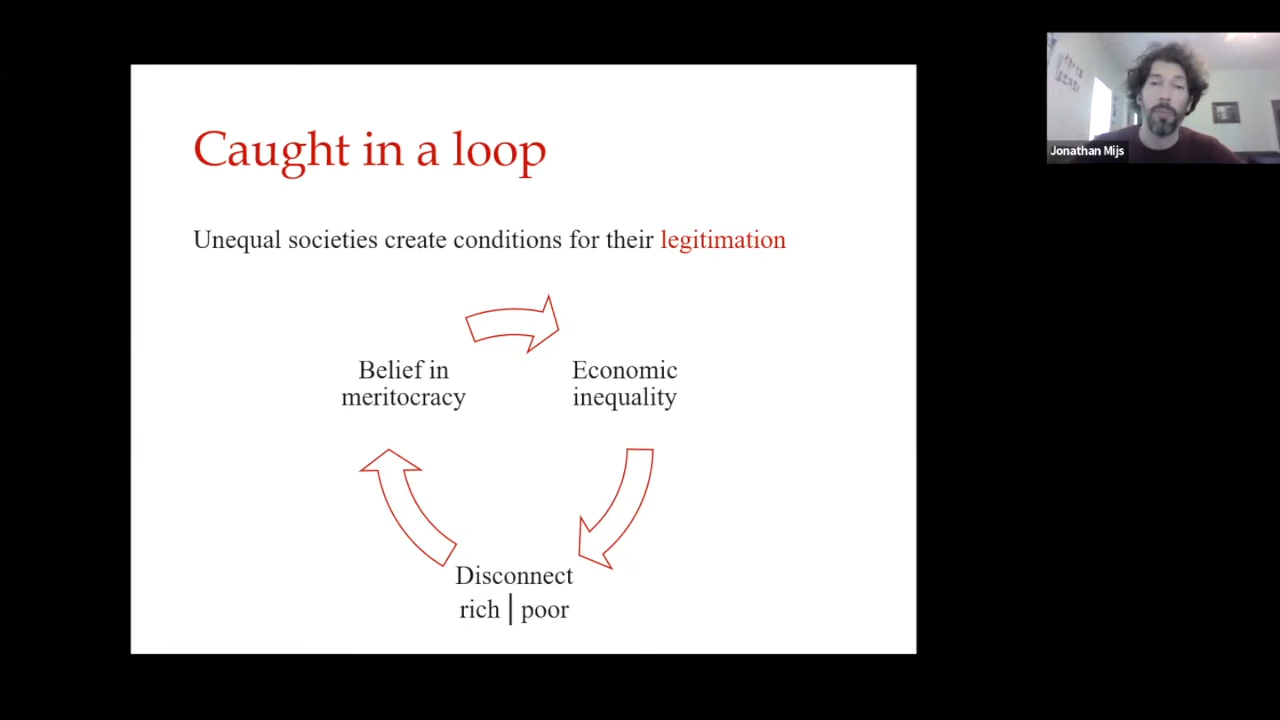 Caught in a loop
Unequal societies create conditions for their legitimation
Belief in
meritocracy
Economic
inequality
Disconnect
rich | poor
Jonathan Mijs